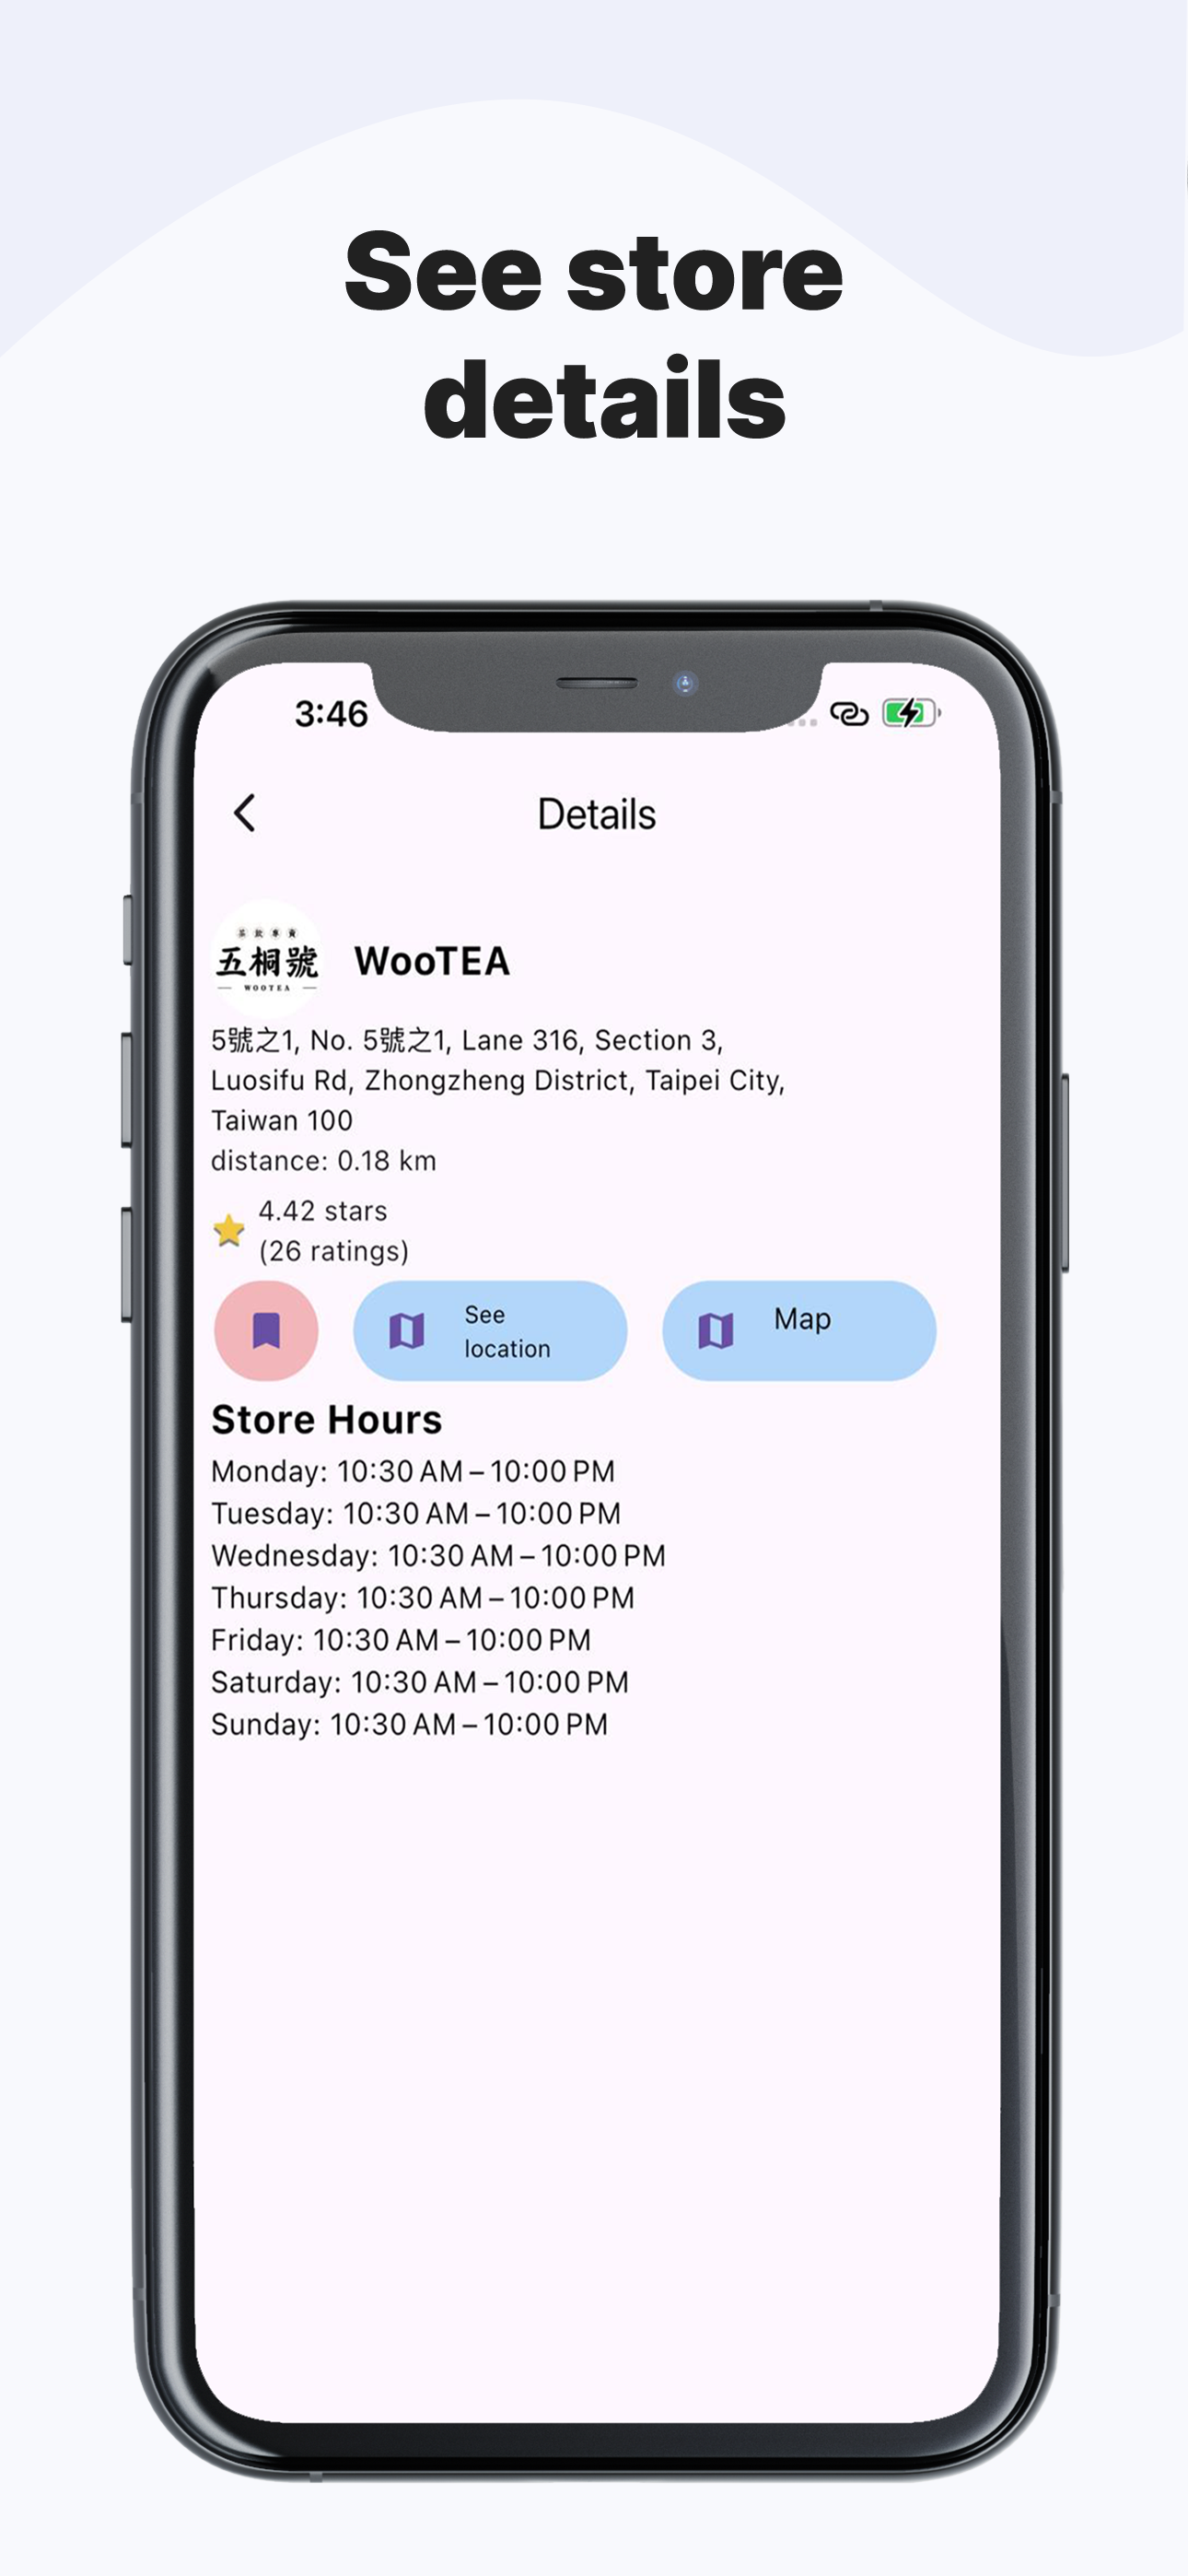 See store
details
3:46
Details
茶飲專賣
五桐號
WOOTEA
WooTEA
5號之1, No. 5號之1, Lane 316, Section 3,
Luosifu Rd, Zhongzheng District, Taipei City,
Taiwan 100
distance: 0.18 km
4.42 stars
(26 ratings)
See
location
Map
Store Hours
Monday: 10:30 AM – 10:00 PM
Tuesday: 10:30 AM – 10:00 PM
Wednesday: 10:30 AM – 10:00 PM
Thursday: 10:30 AM – 10:00 PM
Friday: 10:30 AM – 10:00 PM
Saturday: 10:30 AM – 10:00 PM
Sunday: 10:30 AM – 10:00 PM